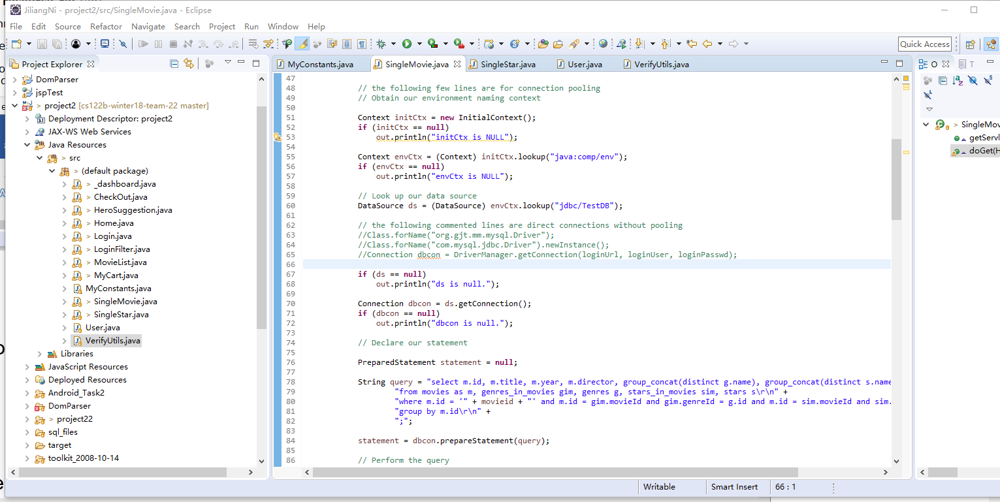 JiliangNi - project2/src/SingleMovie.java - Eclipse
File Edit Source Refactor Navigate Search Project Run Window Help
Quick Access
Project Explorer
MyConstants.java SingleMovie.java SingleStar.java User.java VerifyUtils.java
O T
DomParser
jspTest
> project2 [cs122b-winter18-team-22 master]
Deployment Descriptor: project2
JAX-WS Web Services
Java Resources
> src
> (default package)
> _dashboard.java
> CheckOut.java
> HeroSuggestion.java
> Home.java
> Login.java
> LoginFilter.java
> MovieList.java
> MyCart.java
MyConstants.java
> SingleMovie.java
> SingleStar.java
User.java
VerifyUtils.java
Libraries
JavaScript Resources
Deployed Resources
Android_Task2
DomParser
> project22
sql_files
target
toolkit_2008-10-14
47
48 // the following few lines are for connection pooling
49 // Obtain our environment naming context
50
51 Context initCtx = new InitialContext();
52 if (initCtx == null)
53 out.println("initCtx is NULL");
54
55 Context envCtx = (Context) initCtx.lookup("java:comp/env");
56 if (envCtx == null)
57 out.println("envCtx is NULL");
58
59 // Look up our data source
60 DataSource ds = (DataSource) envCtx.lookup("jdbc/TestDB");
61
62 // the following commented lines are direct connections without pooling
63 //Class.forName("org.gjt.mm.mysql.Driver");
64 //Class.forName("com.mysql.jdbc.Driver").newInstance();
65 //Connection dbcon = DriverManager.getConnection(loginUrl, loginUser, loginPasswd);
66
67 if (ds == null)
68 out.println("ds is null.");
69
70 Connection dbcon = ds.getConnection();
71 if (dbcon == null)
72 out.println("dbcon is null.");
73
74 // Declare our statement
75
76 PreparedStatement statement = null;
77
78 String query = "select m.id, m.title, m.year, m.director, group_concat(distinct g.name), group_concat(distinct s.name
79 "from movies as m, genres_in_movies gim, genres g, stars_in_movies sim, stars s\r\n" +
80 "where m.id = '" + movieid + "' and m.id = gim.movieId and gim.genreId = g.id and m.id = sim.movieId and sim.
81 "group by m.id\r\n" +
82 ";";
83
84 statement = dbcon.prepareStatement(query);
85
86 // Perform the query
> SingleMov
getServl
doGet(H
Writable Smart Insert 66 : 1